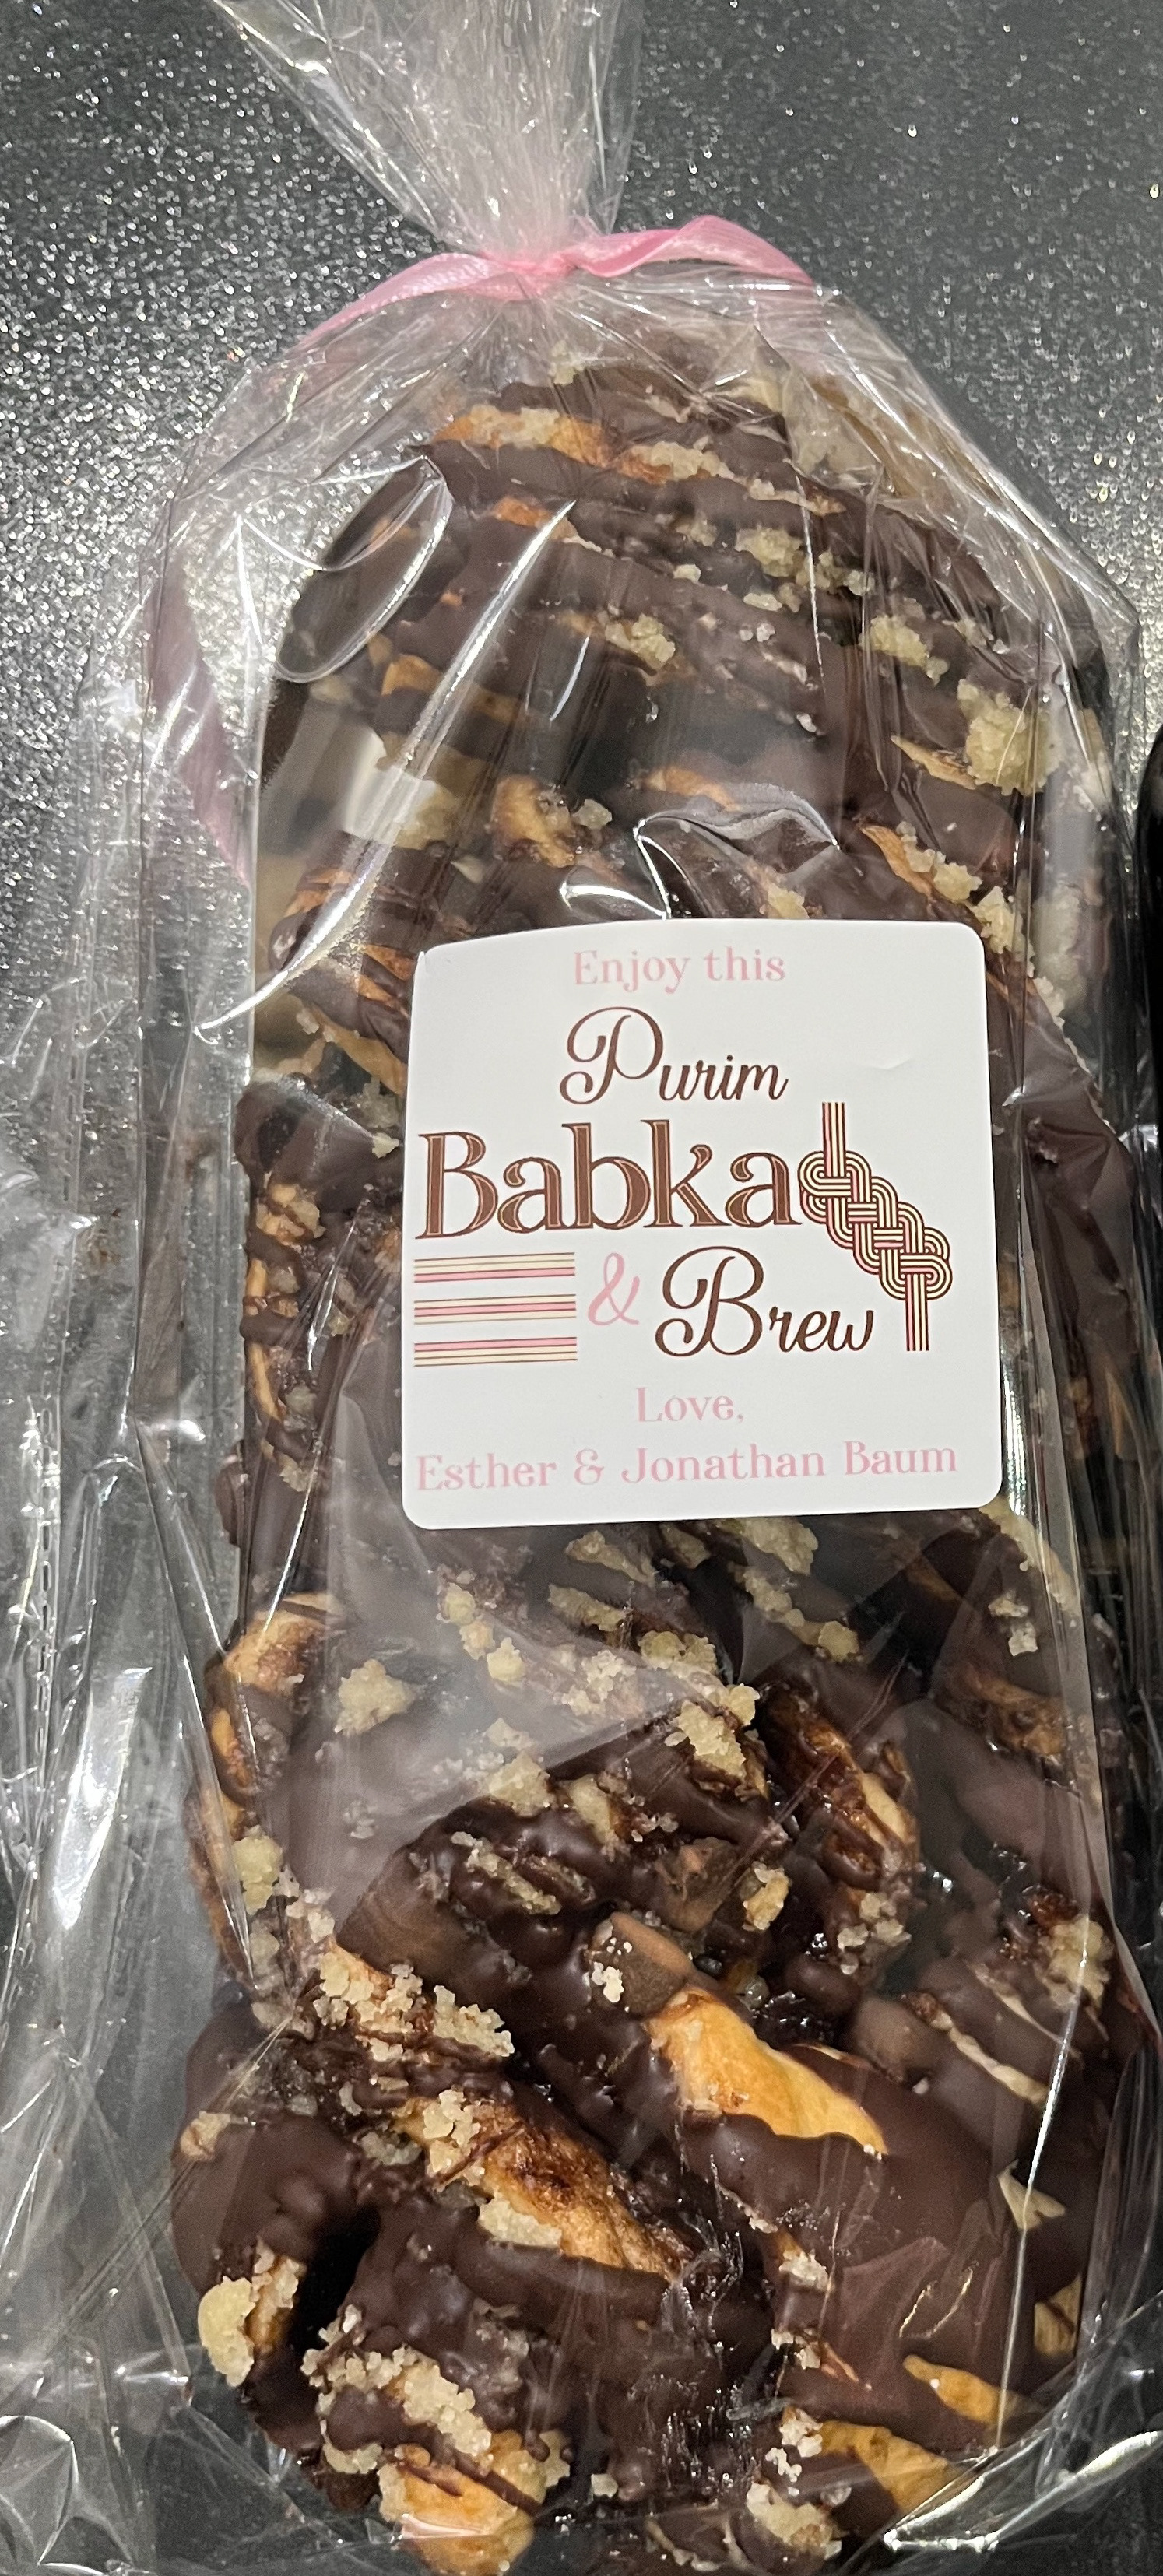 Enjoy this
Purim
Babka
& Brew
Love,
Esther & Jonathan Baum